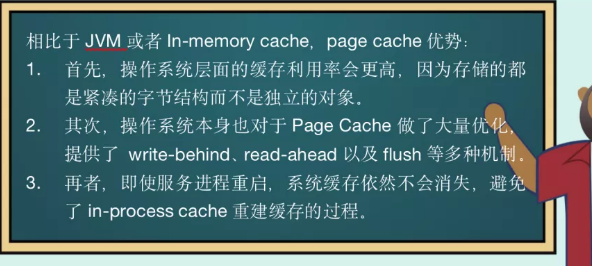 相比于 JVM 或者 In-memory cache，page cache 优势：
1. 首先，操作系统层面的缓存利用率会更高，因为存储的都
是紧凑的字节结构而不是独立的对象。
2. 其次，操作系统本身也对于 Page Cache 做了大量优化，
提供了 write-behind、read-ahead 以及 flush 等多种机制。
3. 再者，即使服务进程重启，系统缓存依然不会消失，避免
了 in-process cache 重建缓存的过程。